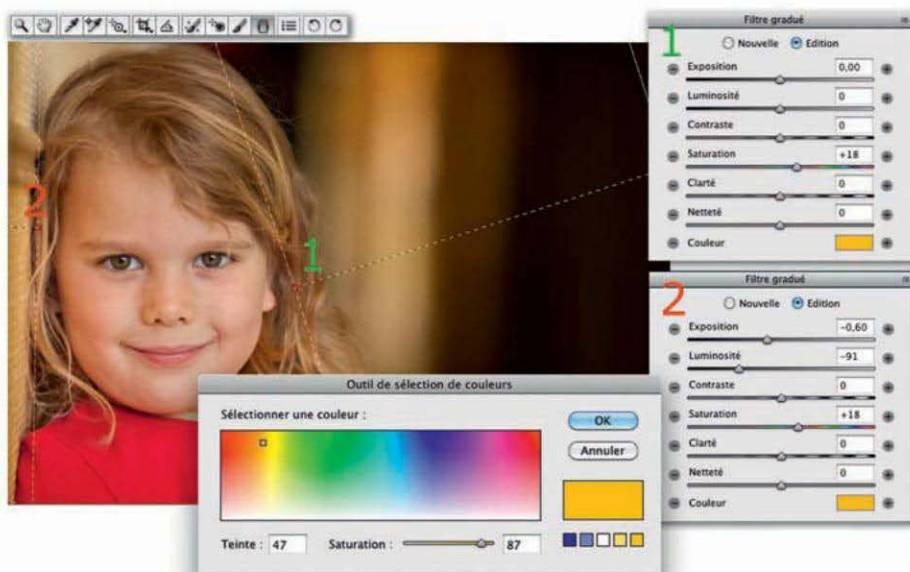 Filtre gradué
1
Nouvelle Edition
Exposition 0,00
Luminosité 0
Contraste 0
Saturation +18
Clarté 0
Netteté 0
Couleur
2
1
Filtre gradué
2
Nouvelle Edition
Exposition -0,60
Luminosité -91
Contraste 0
Saturation +18
Clarté 0
Netteté 0
Couleur
Outil de sélection de couleurs
Sélectionner une couleur :
OK
Annuler
Teinte : 47 Saturation : 87